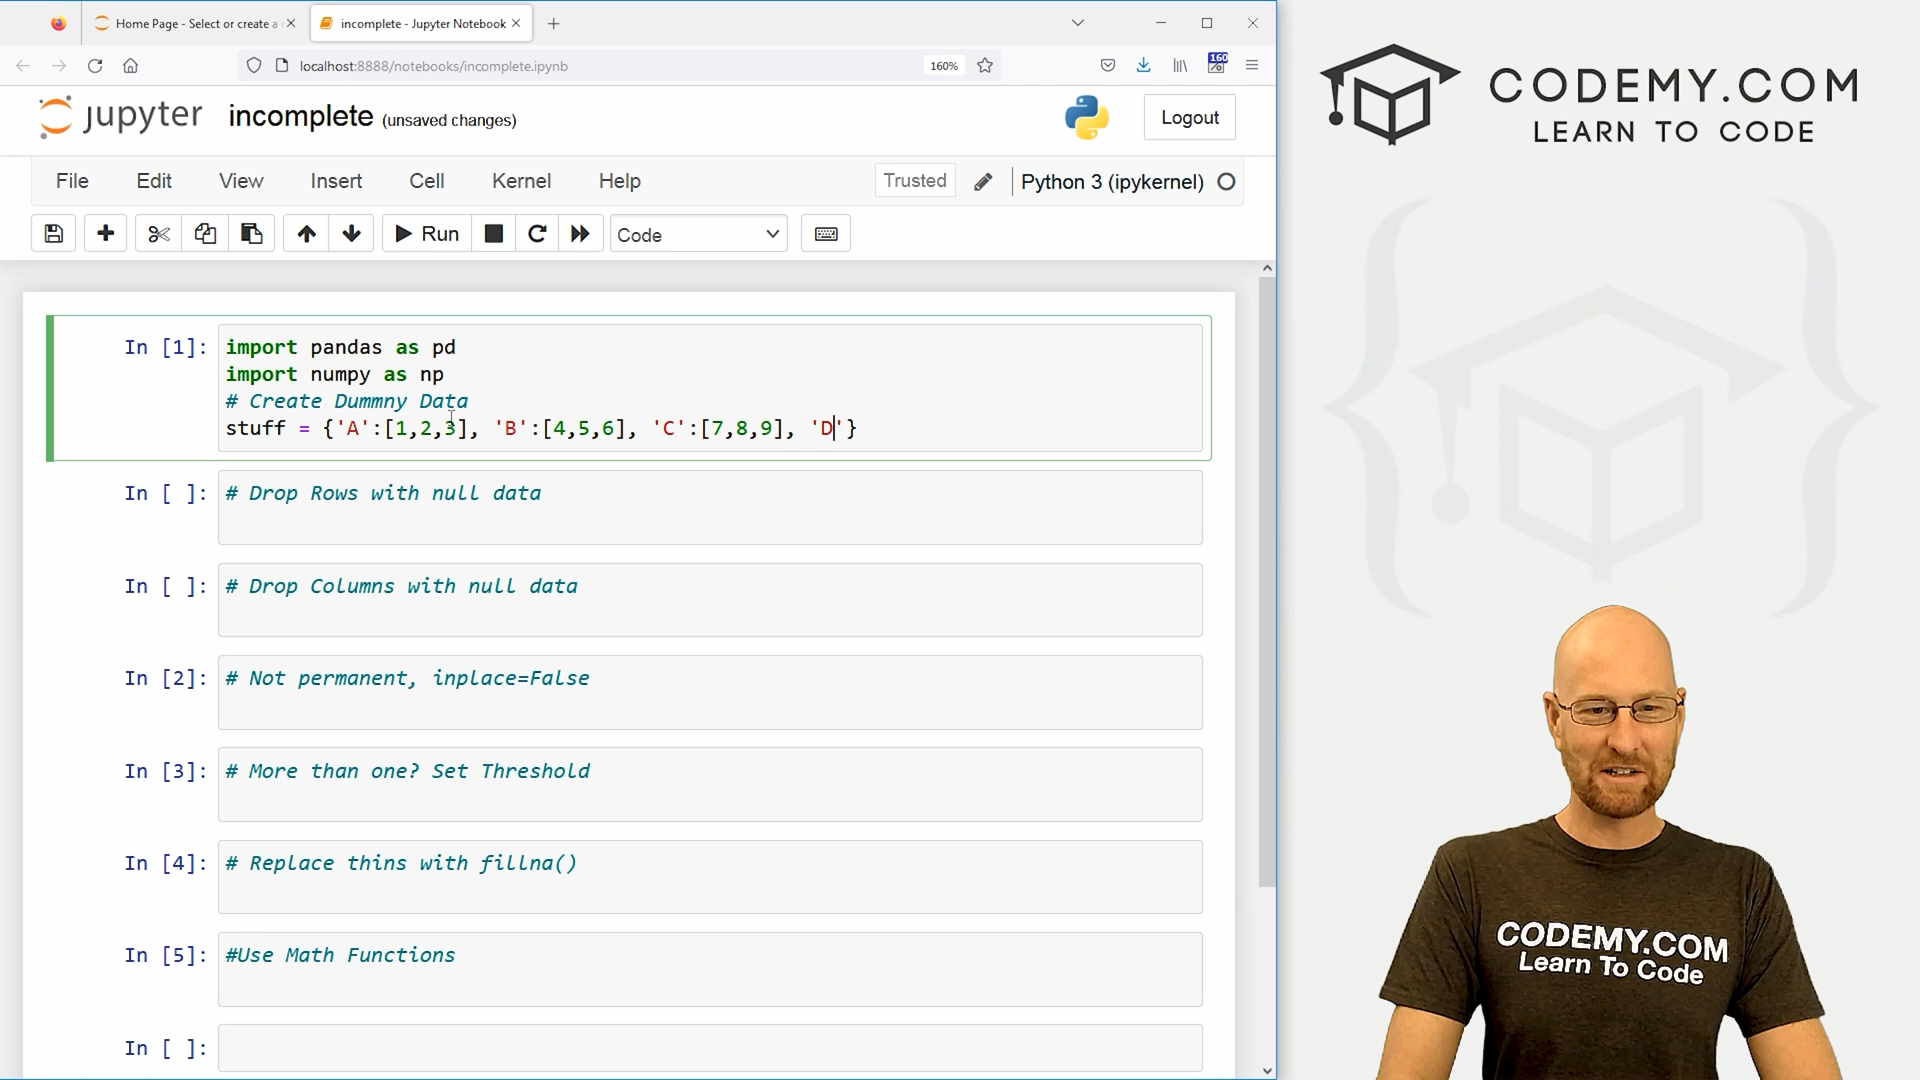 Home Page - Select or create a
incomplete - Jupyter Notebook
localhost:8888/notebooks/incomplete.ipynb
160%
160
jupyter incomplete (unsaved changes)
Logout
File Edit View Insert Cell Kernel Help
Trusted
Python 3 (ipykernel)
Run
Code
In [1]:
import pandas as pd
import numpy as np
# Create Dummny Data
stuff = {'A':[1,2,3], 'B':[4,5,6], 'C':[7,8,9], 'D'}
In [ ]: # Drop Rows with null data
In [ ]: # Drop Columns with null data
In [2]: # Not permanent, inplace=False
In [3]: # More than one? Set Threshold
In [4]: # Replace thins with fillna()
In [5]: #Use Math Functions
In [ ]:
CODEMY.COM
LEARN TO CODE
CODEMY.COM
Learn To Code